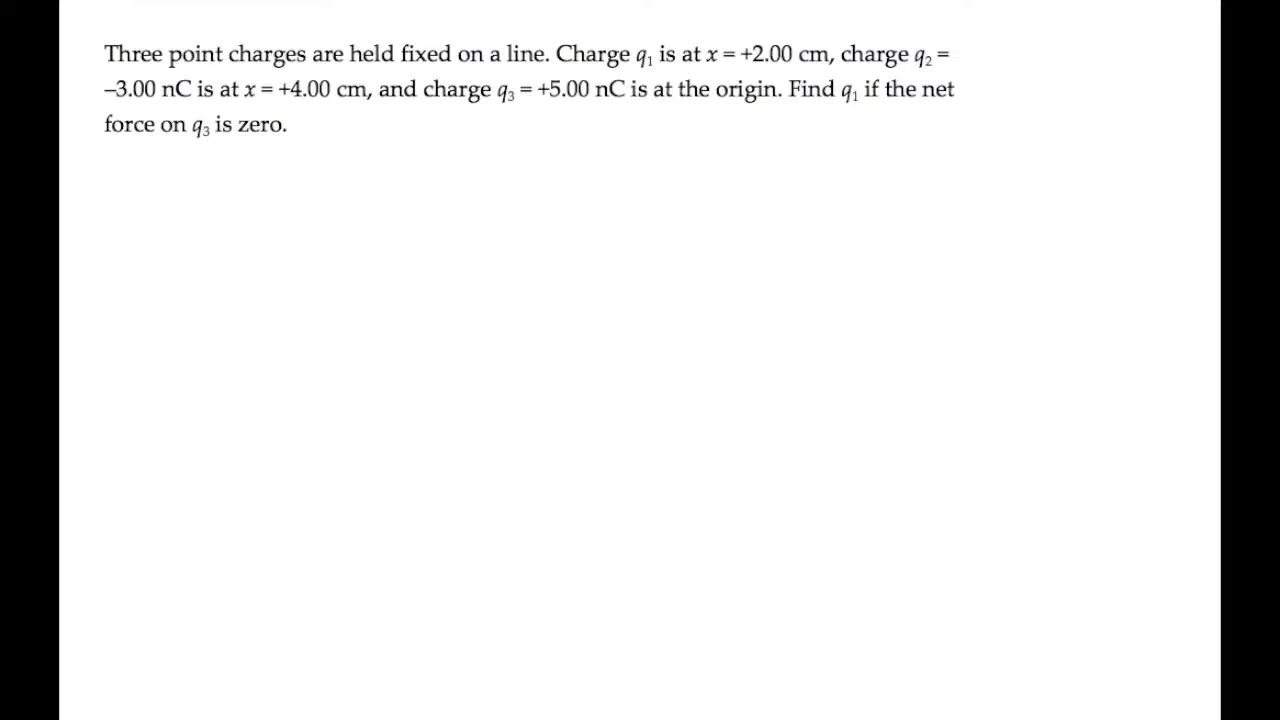 Three point charges are held fixed on a line. Charge q₁ is at x = +2.00 cm, charge q₂ =
–3.00 nC is at x = +4.00 cm, and charge q₃ = +5.00 nC is at the origin. Find q₁ if the net
force on q₃ is zero.